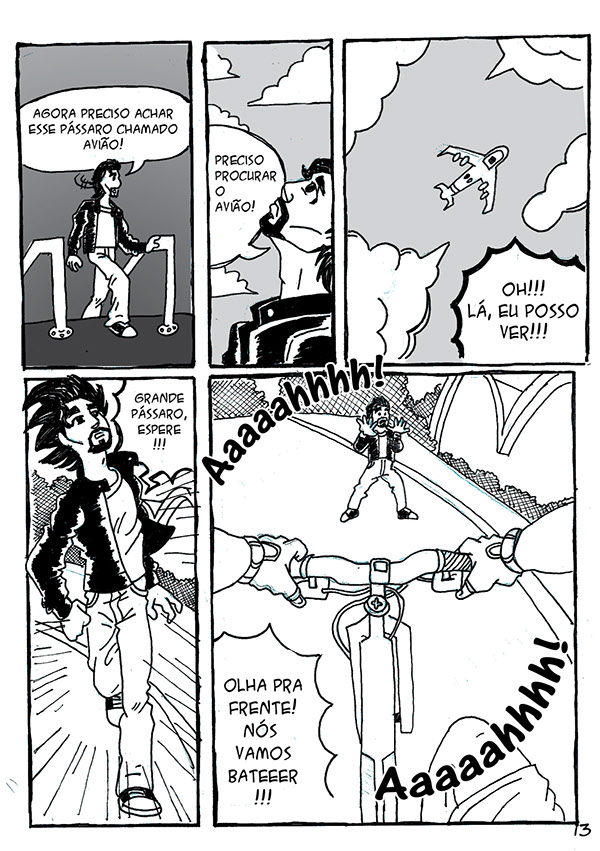 AGORA PRECISO ACHAR
ESSE PÁSSARO CHAMADO
AVIÃO!
PRECISO
PROCURAR
O
AVIÃO!
OH!!!
LÁ, EU POSSO
VER!!!
GRANDE
PÁSSARO,
ESPERE
!!!
Aaaaahhhh!
OLHA PRA
FRENTE!
NÓS
VAMOS
BATEEER
!!!
Aaaaahhhh!
13